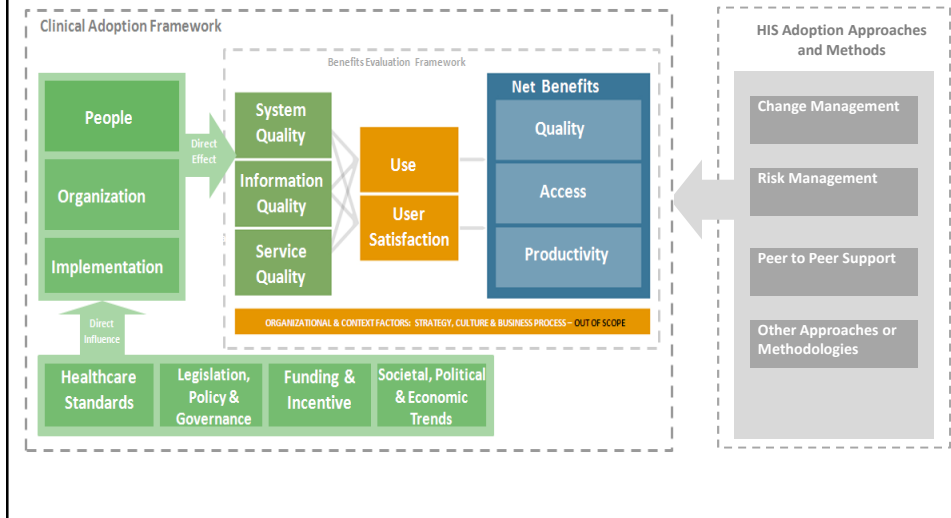 Clinical Adoption Framework
Benefits Evaluation Framework
People
Organization
Implementation
Direct
Effect
System
Quality
Information
Quality
Service
Quality
Use
User
Satisfaction
Net Benefits
Quality
Access
Productivity
ORGANIZATIONAL & CONTEXT FACTORS: STRATEGY, CULTURE & BUSINESS PROCESS – OUT OF SCOPE
Direct
Influence
Healthcare
Standards
Legislation,
Policy &
Governance
Funding &
Incentive
Societal, Political
& Economic
Trends
HIS Adoption Approaches
and Methods
Change Management
Risk Management
Peer to Peer Support
Other Approaches or
Methodologies